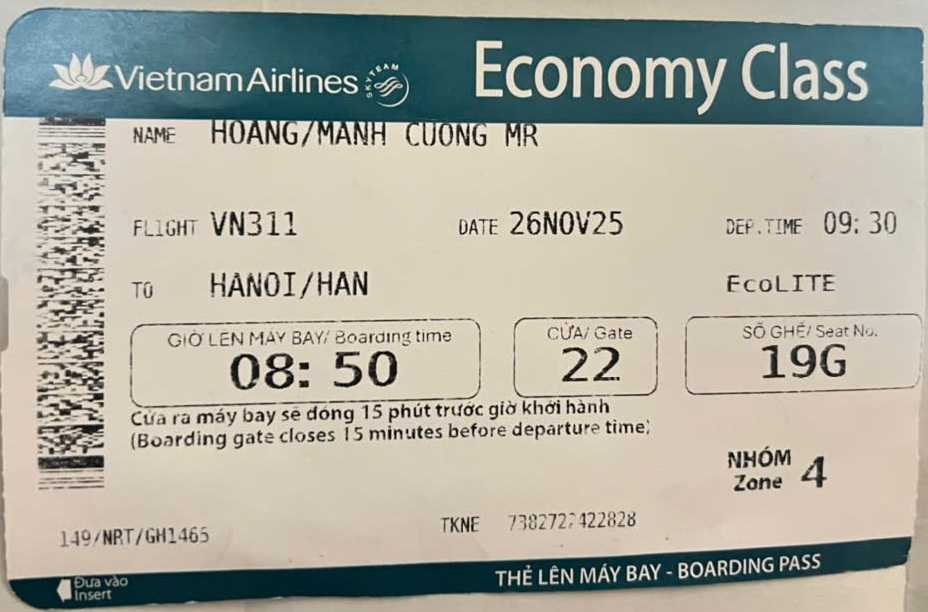 Vietnam Airlines SKYTEAM Economy Class
NAME HOANG/MANH CUONG MR
FLIGHT VN311 DATE 26NOV25 DEP.TIME 09:30
TO HANOI/HAN EcoLITE
GIỜ LÊN MÁY BAY/ Boarding time CỬA/ Gate SỐ GHẾ/ Seat No.
08:50 22 19G
Cửa ra máy bay sẽ đóng 15 phút trước giờ khởi hành
(Boarding gate closes 15 minutes before departure time)
NHÓM
Zone 4
149/NRT/GH1465 TKNE
Đưa vào
Insert
THẺ LÊN MÁY BAY - BOARDING PASS